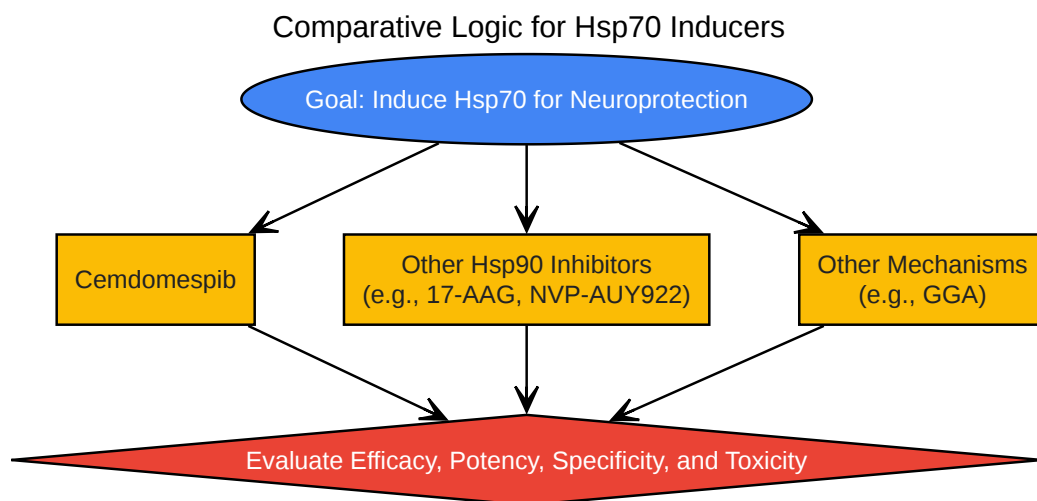 Comparative Logic for Hsp70 Inducers
Goal: Induce Hsp70 for Neuroprotection
Cemdomespib
Other Hsp90 Inhibitors
(e.g., 17-AAG, NVP-AUY922)
Other Mechanisms
(e.g., GGA)
Evaluate Efficacy, Potency, Specificity, and Toxicity